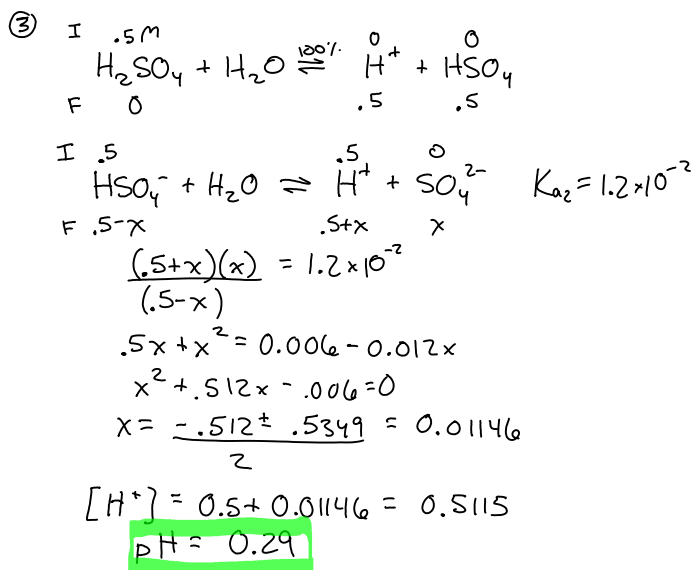 ③ I .5M 0 0
H₂SO₄ + H₂O ⇌ 100% H⁺ + HSO₄
F 0 .5 .5
I .5 .5 0
HSO₄⁻ + H₂O ⇌ H⁺ + SO₄²⁻ Ka₂ = 1.2×10⁻²
F .5-x .5+x x
(.5+x)(x) = 1.2×10⁻²
(.5-x)
.5x + x² = 0.006 - 0.012x
x² + .512x - .006 = 0
x = -.512 ± .5349 = 0.01146
2
[H⁺] = 0.5 + 0.01146 = 0.5115
pH = 0.29